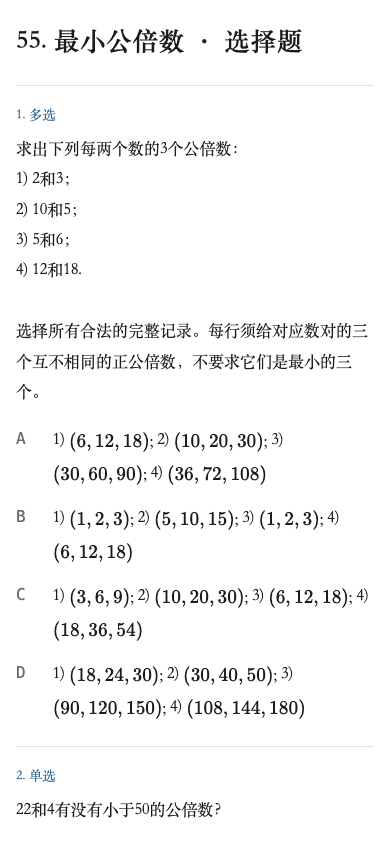 55. 最小公倍数 · 选择题
1. 多选
求出下列每两个数的3个公倍数：
1) 2和3；
2) 10和5；
3) 5和6；
4) 12和18.
选择所有合法的完整记录。每行须给对应数对的三
个互不相同的正公倍数，不要求它们是最小的三
个。
A 1) (6, 12, 18); 2) (10, 20, 30); 3)
(30, 60, 90); 4) (36, 72, 108)
B 1) (1, 2, 3); 2) (5, 10, 15); 3) (1, 2, 3); 4)
(6, 12, 18)
C 1) (3, 6, 9); 2) (10, 20, 30); 3) (6, 12, 18); 4)
(18, 36, 54)
D 1) (18, 24, 30); 2) (30, 40, 50); 3)
(90, 120, 150); 4) (108, 144, 180)
2. 单选
22和4有没有小于50的公倍数?